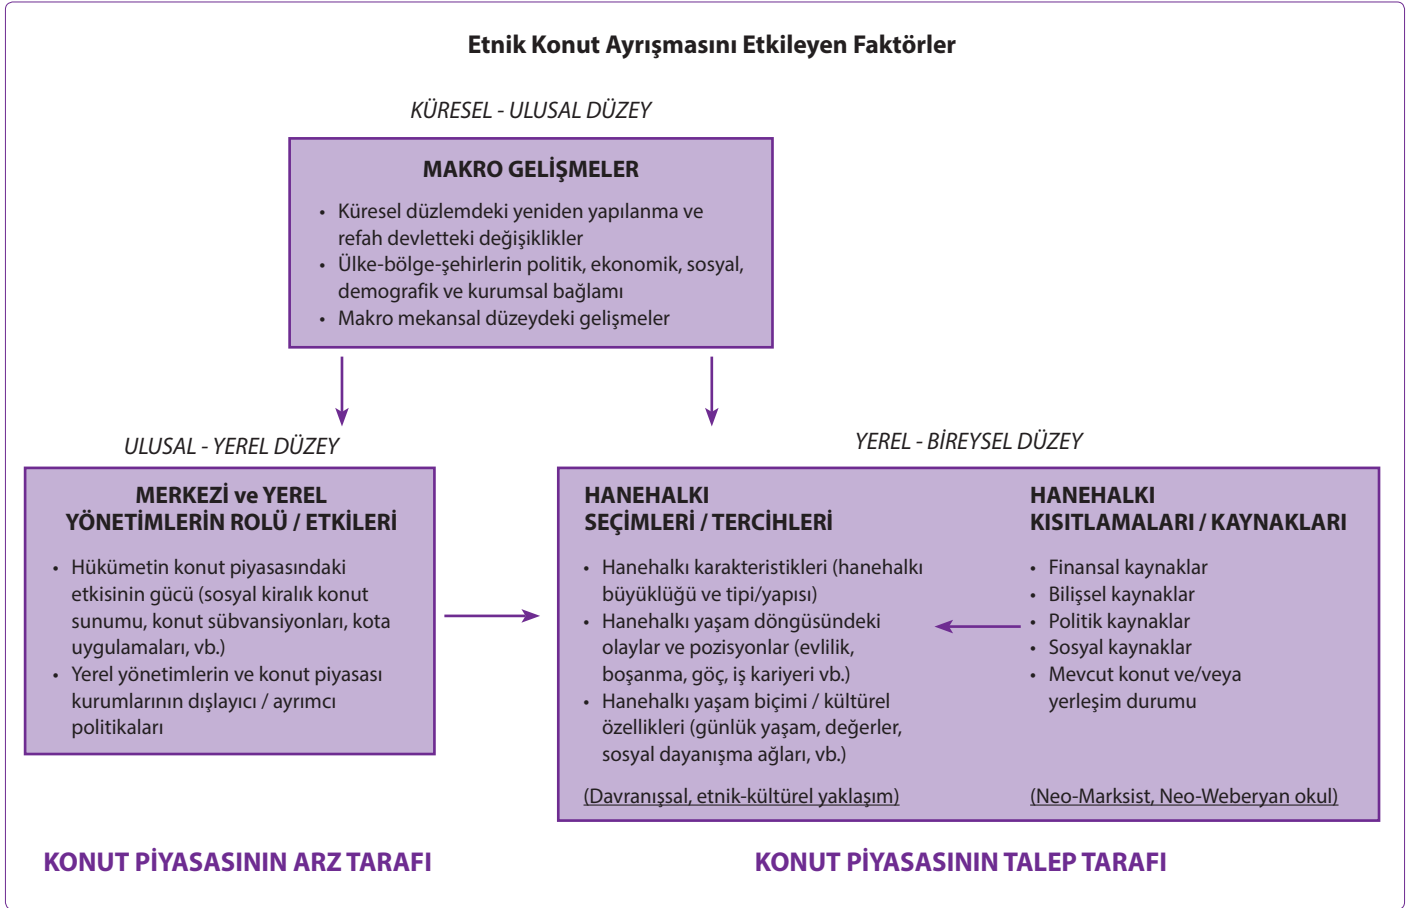 Etnik Konut Ayrışmasını Etkileyen Faktörler
KÜRESEL - ULUSAL DÜZEY
MAKRO GELİŞMELER
• Küresel düzlemdeki yeniden yapılanma ve
refah devletteki değişiklikler
• Ülke-bölge-şehirlerin politik, ekonomik, sosyal,
demografik ve kurumsal bağlamı
• Makro mekansal düzeydeki gelişmeler
ULUSAL - YEREL DÜZEY
MERKEZİ ve YEREL
YÖNETİMLERİN ROLÜ / ETKİLERİ
• Hükümetin konut piyasasındaki
etkisinin gücü (sosyal kiralık konut
sunumu, konut sübvansiyonları, kota
uygulamaları, vb.)
• Yerel yönetimlerin ve konut piyasası
kurumlarının dışlayıcı / ayrımcı
politikaları
YEREL - BİREYSEL DÜZEY
HANEHALKI
SEÇİMLERİ / TERCİHLERİ
• Hanehalkı karakteristikleri (hanehalkı
büyüklüğü ve tipi/yapısı)
• Hanehalkı yaşam döngüsündeki
olaylar ve pozisyonlar (evlilik,
boşanma, göç, iş kariyeri vb.)
• Hanehalkı yaşam biçimi / kültürel
özellikleri (günlük yaşam, değerler,
sosyal dayanışma ağları, vb.)
(Davranışsal, etnik-kültürel yaklaşım)
HANEHALKI
KISITLAMALARI / KAYNAKLARI
• Finansal kaynaklar
• Bilişsel kaynaklar
• Politik kaynaklar
• Sosyal kaynaklar
• Mevcut konut ve/veya
yerleşim durumu
(Neo-Marksist, Neo-Weberyan okul)
KONUT PİYASASININ ARZ TARAFI
KONUT PİYASASININ TALEP TARAFI